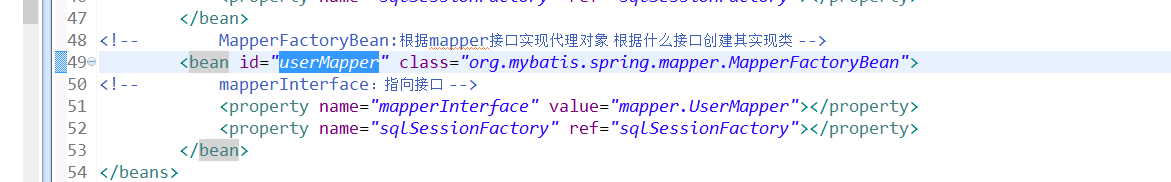 47 </bean>
48 <!-- MapperFactoryBean:根据mapper接口实现代理对象 根据什么接口创建其实现类 -->
49 <bean id="userMapper" class="org.mybatis.spring.mapper.MapperFactoryBean">
50 <!-- mapperInterface：指向接口 -->
51 <property name="mapperInterface" value="mapper.UserMapper"></property>
52 <property name="sqlSessionFactory" ref="sqlSessionFactory"></property>
53 </bean>
54 </beans>